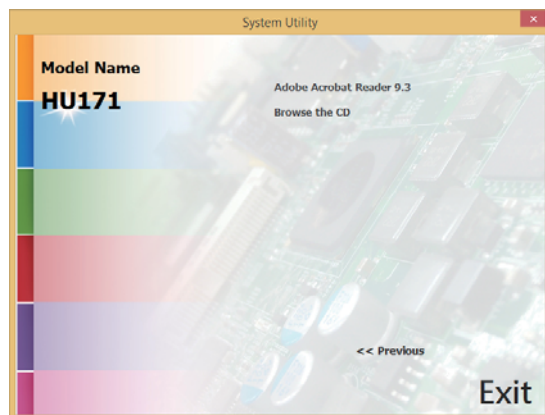 System Utility
Model Name
HU171
Adobe Acrobat Reader 9.3
Browse the CD
<< Previous
Exit